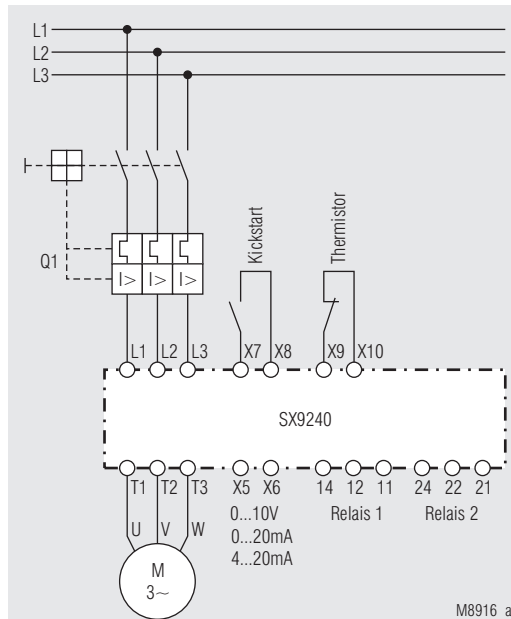 L1
L2
L3
Kickstart
Thermistor
Q1
I> I> I>
L1 L2 L3 X7 X8 X9 X10
SX9240
T1 T2 T3 X5 X6 14 12 11 24 22 21
0...10V Relais 1 Relais 2
0...20mA
4...20mA
U V W
M
3~
M8916_a